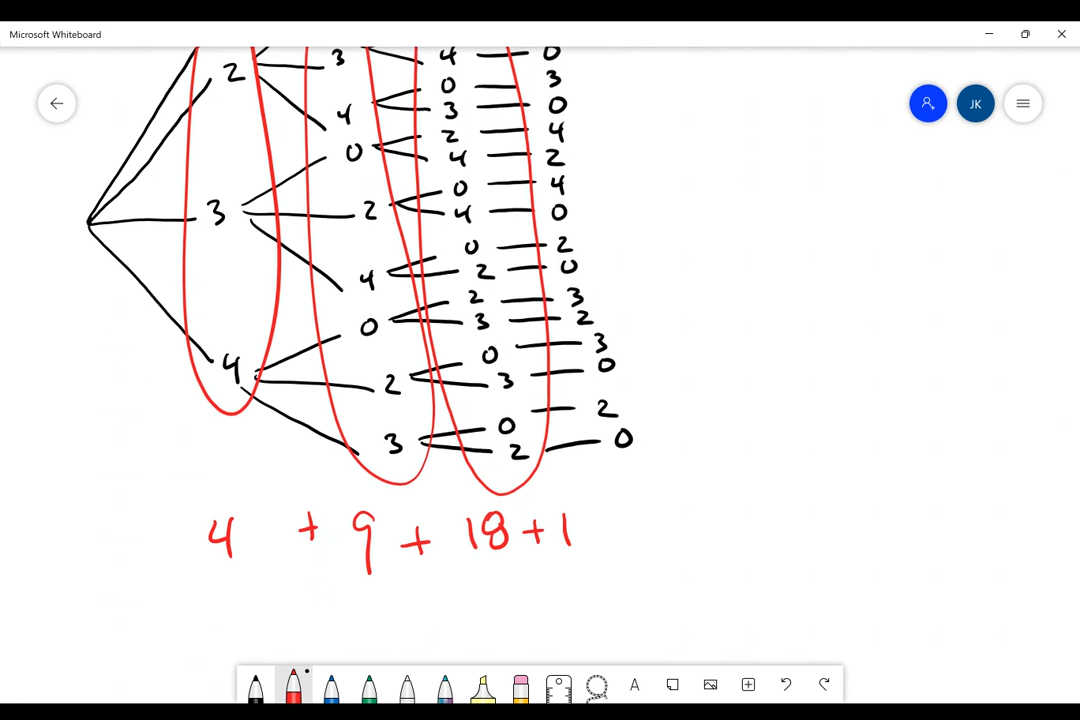 Microsoft Whiteboard
JK
4 0
2 3 0 3
4 3 0
0 2 4
4 2
3 2 0 4
4 0
4 0 2
2 0
0 2 3
3 2
4 2 0 3
3 0
3 0 2
2 0
4 + 9 + 18 + 1
A